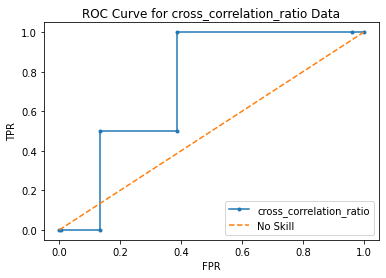 ROC Curve for cross_correlation_ratio Data
1.0
0.8
0.6
0.4
0.2
0.0
TPR
0.0 0.2 0.4 0.6 0.8 1.0
FPR
cross_correlation_ratio
No Skill